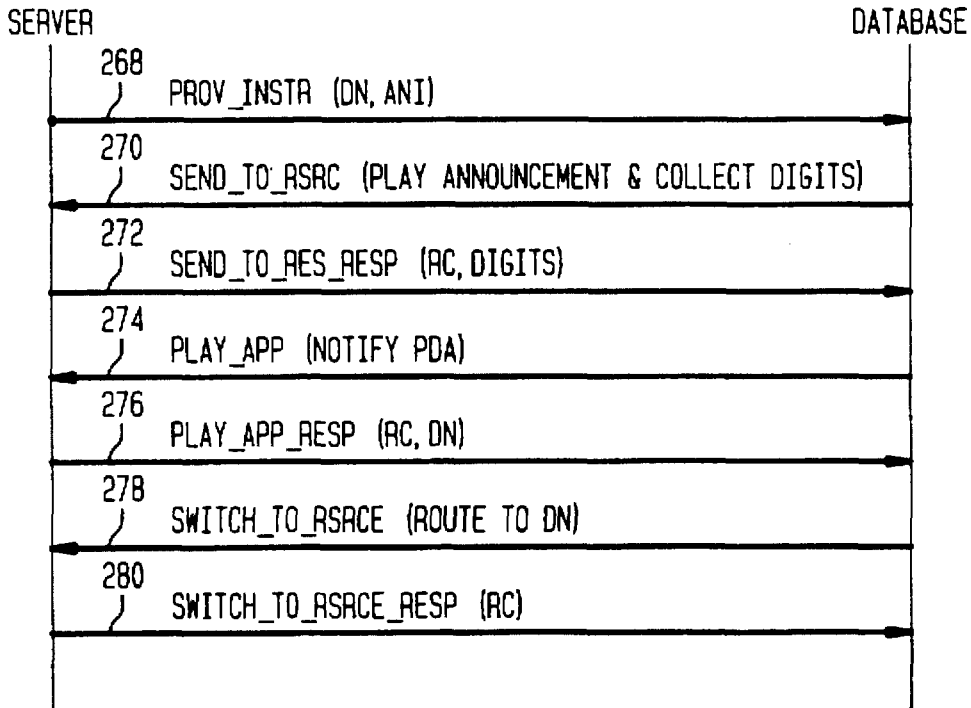 SERVER DATABASE
268
PROV_INSTR (DN, ANI)
270
SEND_TO_RSRC (PLAY ANNOUNCEMENT & COLLECT DIGITS)
272
SEND_TO_RES_RESP (RC, DIGITS)
274
PLAY_APP (NOTIFY PDA)
276
PLAY_APP_RESP (RC, DN)
278
SWITCH_TO_RSRCE (ROUTE TO DN)
280
SWITCH_TO_RSRCE_RESP (RC)